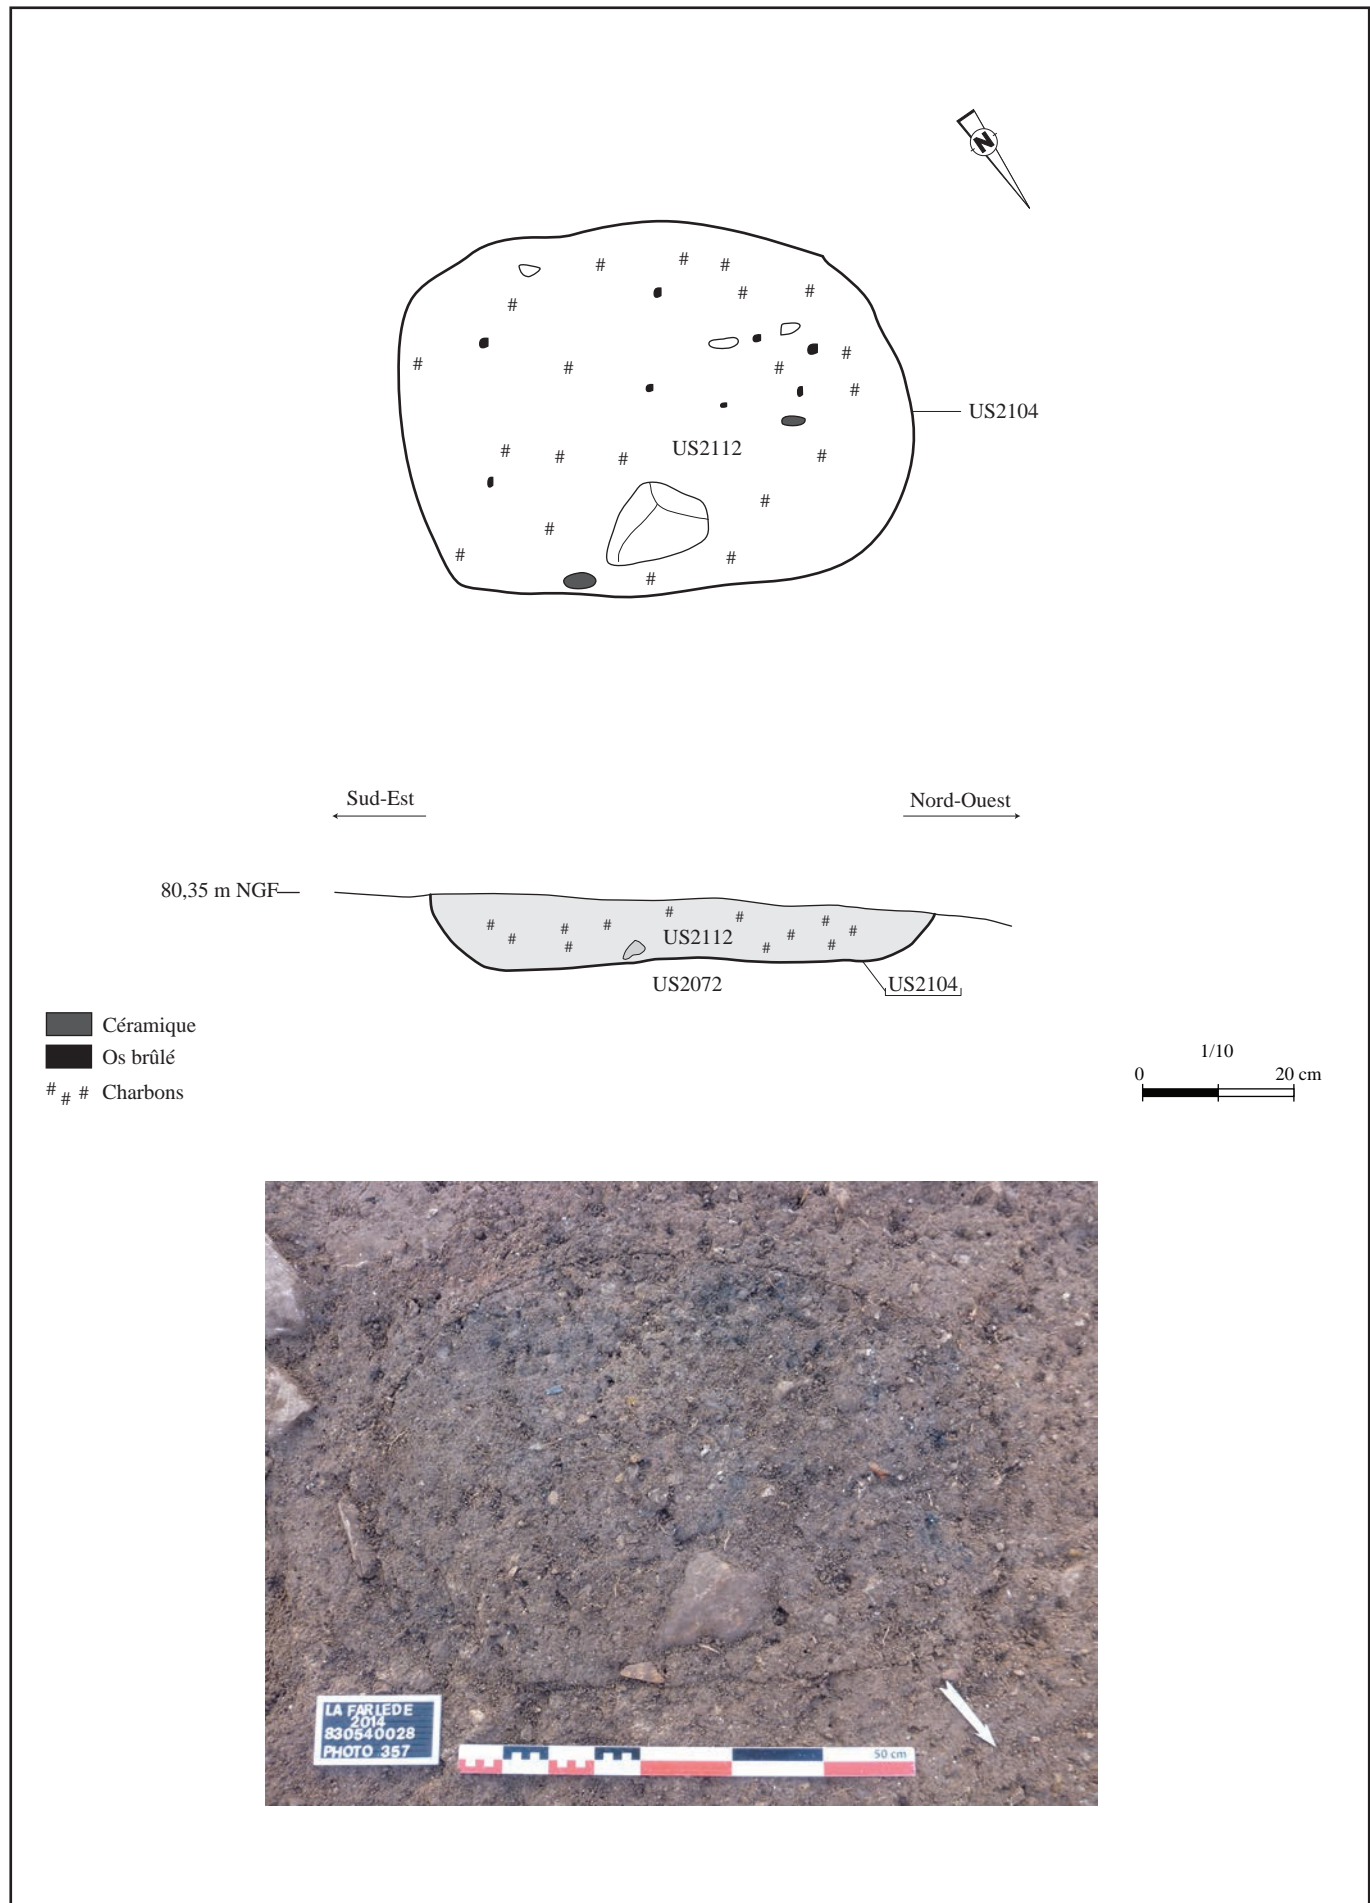 N
US2104
US2112
Sud-Est
Nord-Ouest
80,35 m NGF
US2112
US2072
US2104
Céramique
Os brûlé
# # # Charbons
1/10
0 20 cm
LA FARLEDE
2014
830540028
PHOTO 357
50 cm